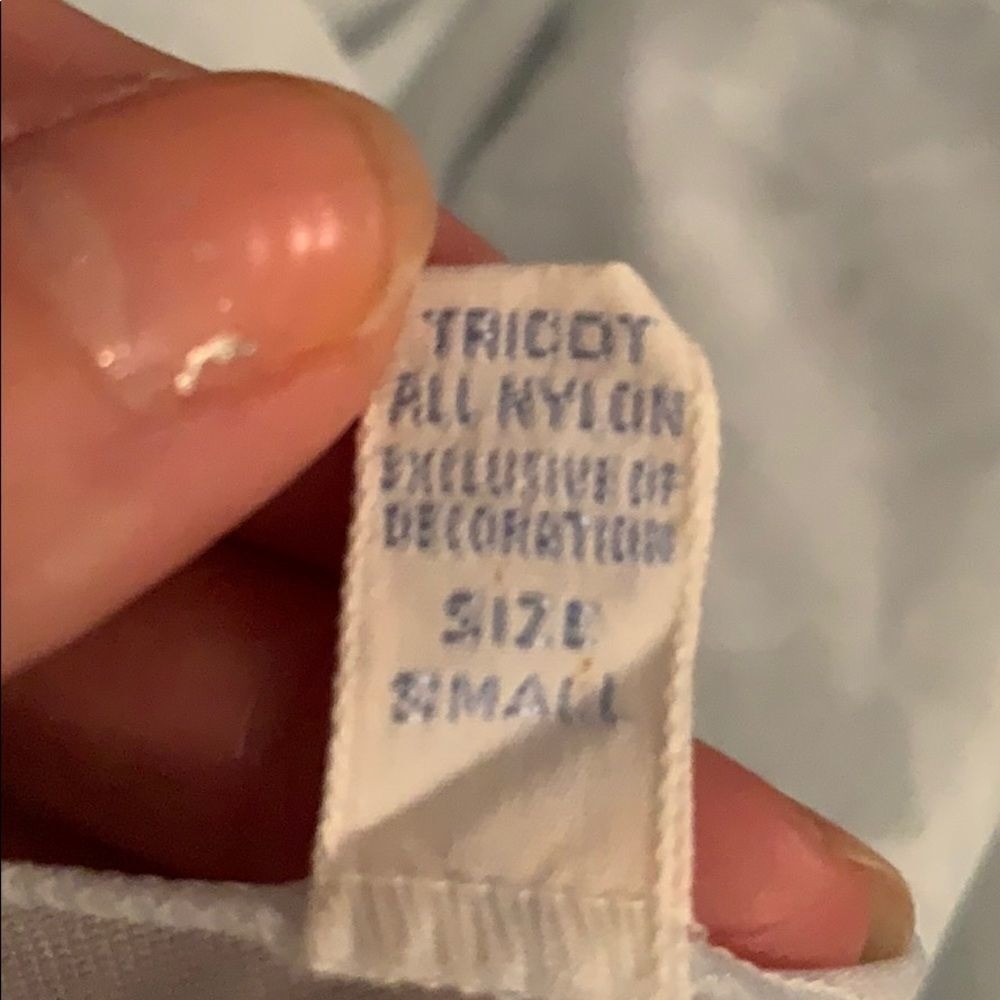 TRICOT
ALL NYLON
EXCLUSIVE OF
DECORATION
SIZE
SMALL